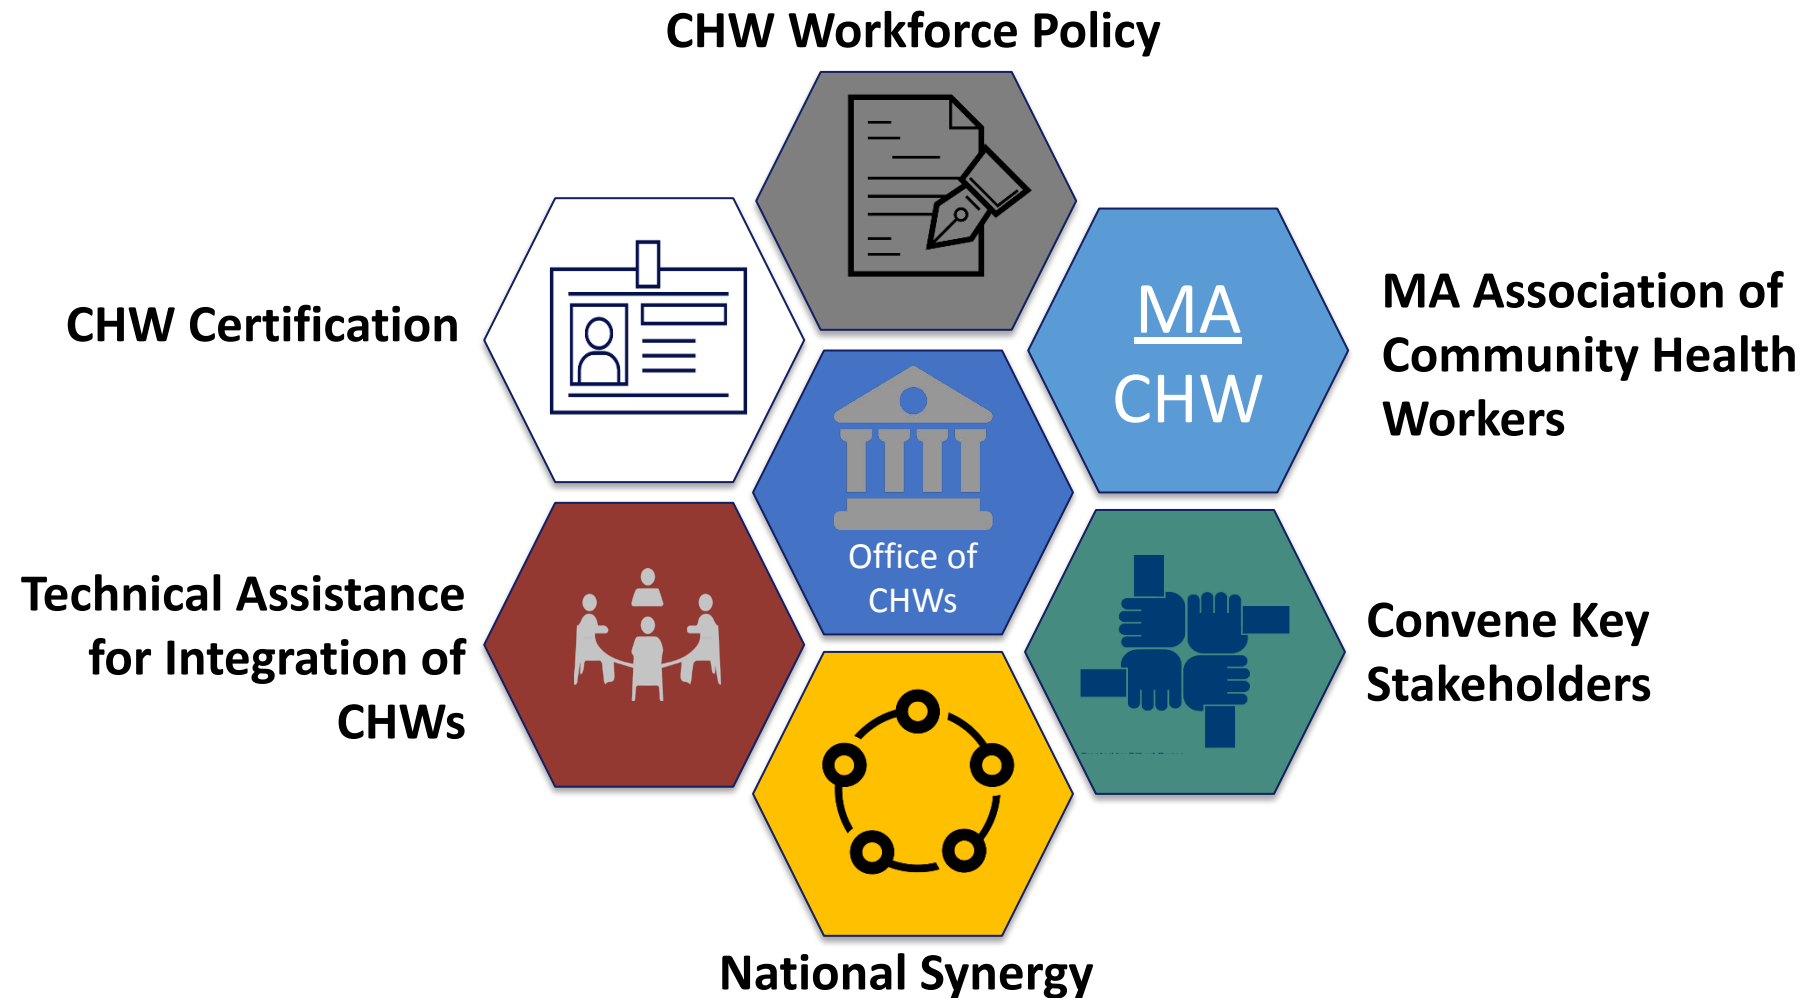 CHW Workforce Policy
CHW Certification
MA
CHW
MA Association of
Community Health
Workers
Office of
CHWs
Technical Assistance
for Integration of
CHWs
Convene Key
Stakeholders
National Synergy